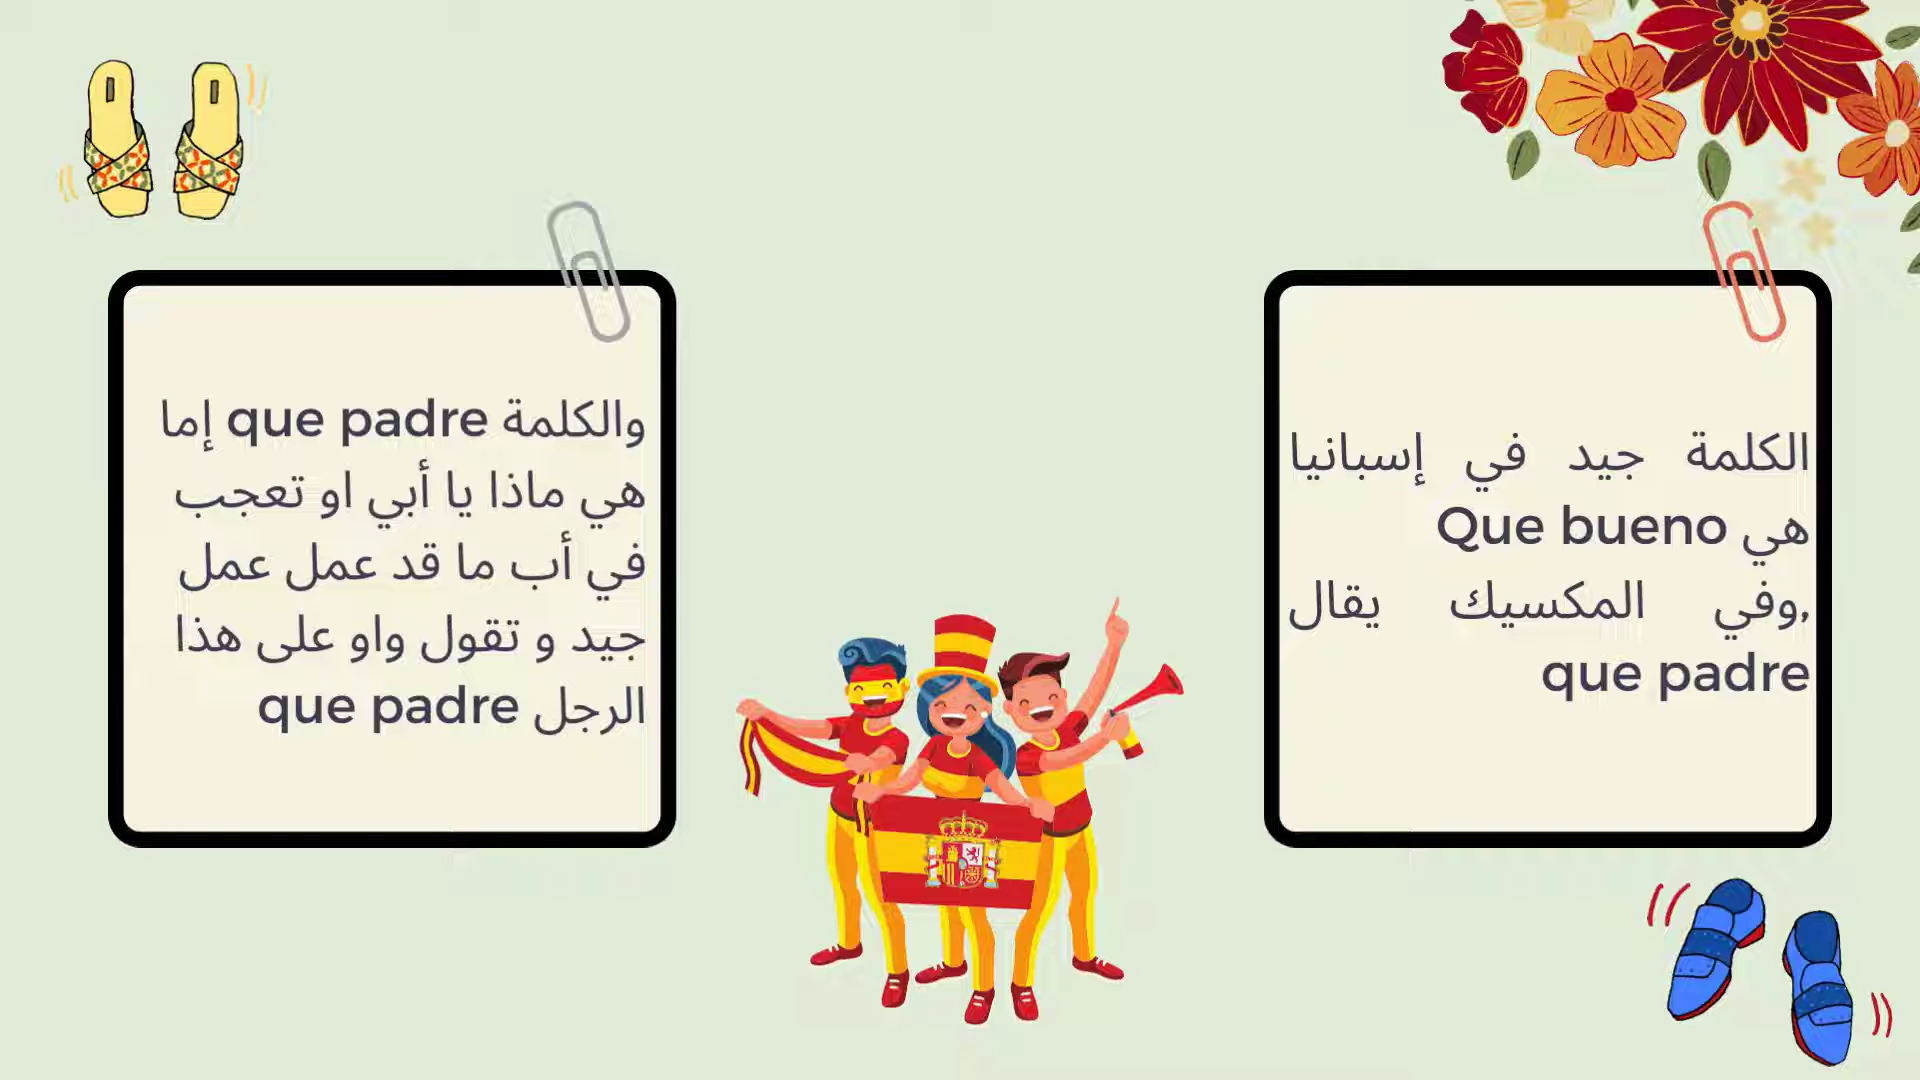 الكلمة جيد في إسبانيا
هي Que bueno
,وفي المكسيك يقال
que padre
والكلمة que padre إما
هي ماذا يا أبي او تعجب
في أب ما قد عمل عمل
جيد و تقول واو على هذا
الرجل que padre